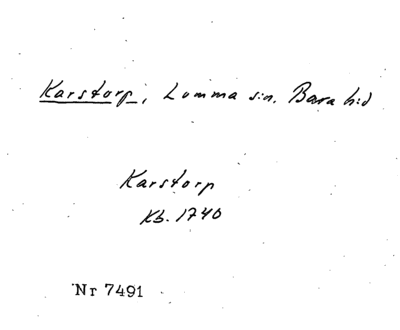 Karstorp, Lomma s:n. Bara h:d
Karstorp
Kb. 1740
Nr 7491